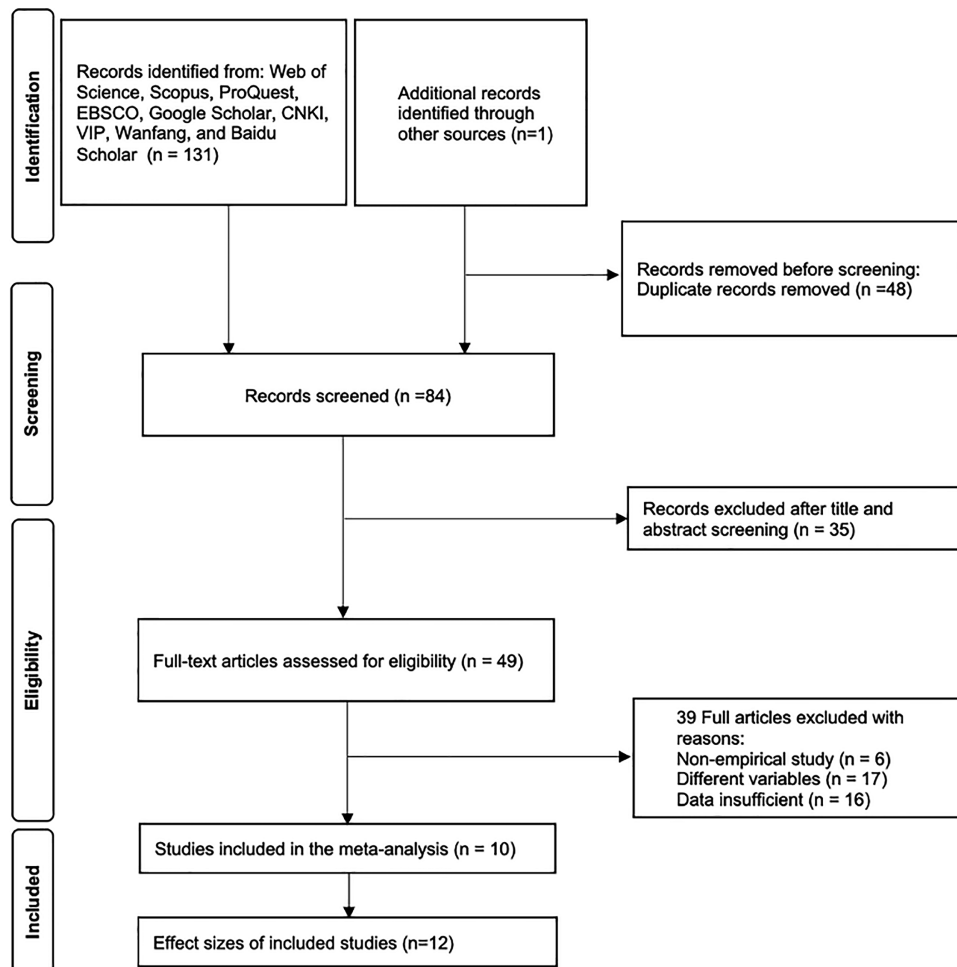 Identification
Records identified from: Web of
Science, Scopus, ProQuest,
EBSCO, Google Scholar, CNKI,
VIP, Wanfang, and Baidu
Scholar (n = 131)
Additional records
identified through
other sources (n=1)
Records removed before screening:
Duplicate records removed (n =48)
Screening
Records screened (n =84)
Records excluded after title and
abstract screening (n = 35)
Eligibility
Full-text articles assessed for eligibility (n = 49)
39 Full articles excluded with
reasons:
Non-empirical study (n = 6)
Different variables (n = 17)
Data insufficient (n = 16)
Included
Studies included in the meta-analysis (n = 10)
Effect sizes of included studies (n=12)